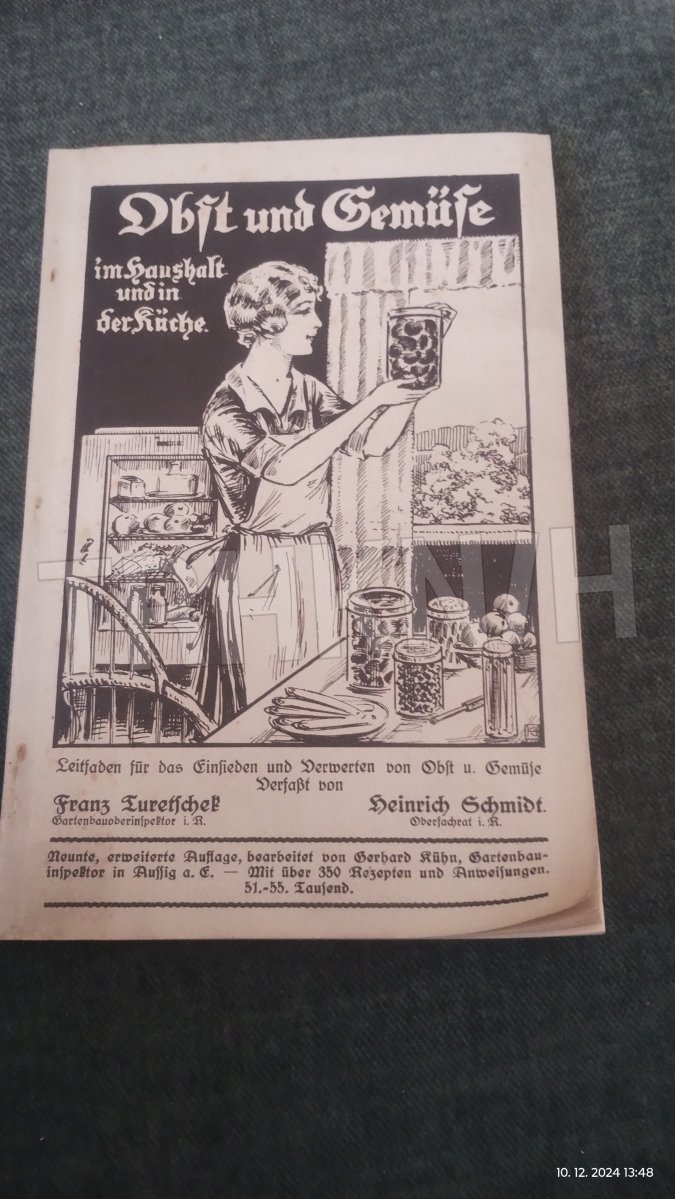 Obst und Gemüse
im Haushalt
und in
der Küche.
Leitfaden für das Einsieden und Verwerten von Obst u. Gemüse
Verfaßt von
Franz Turetschek Heinrich Schmidt.
Gartenbauoberinspektor i. R. Oberfachrat i. R.
Neunte, erweiterte Auflage, bearbeitet von Gerhard Kühn, Gartenbau-
inspektor in Aussig a. E. — Mit über 350 Rezepten und Anweisungen.
51.-55. Tausend.
10. 12. 2024 13:48